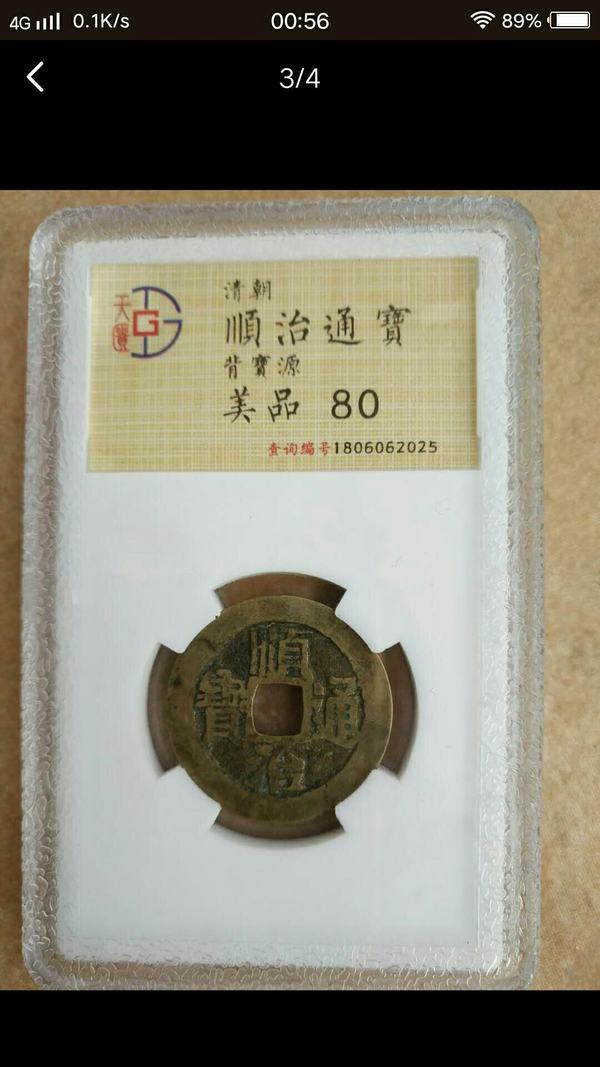 4G 0.1K/s 00:56 89%
3/4
天寶
G
清朝
順治通寶
背寶源
美品 80
查询编号1806062025
順
寶 通
治